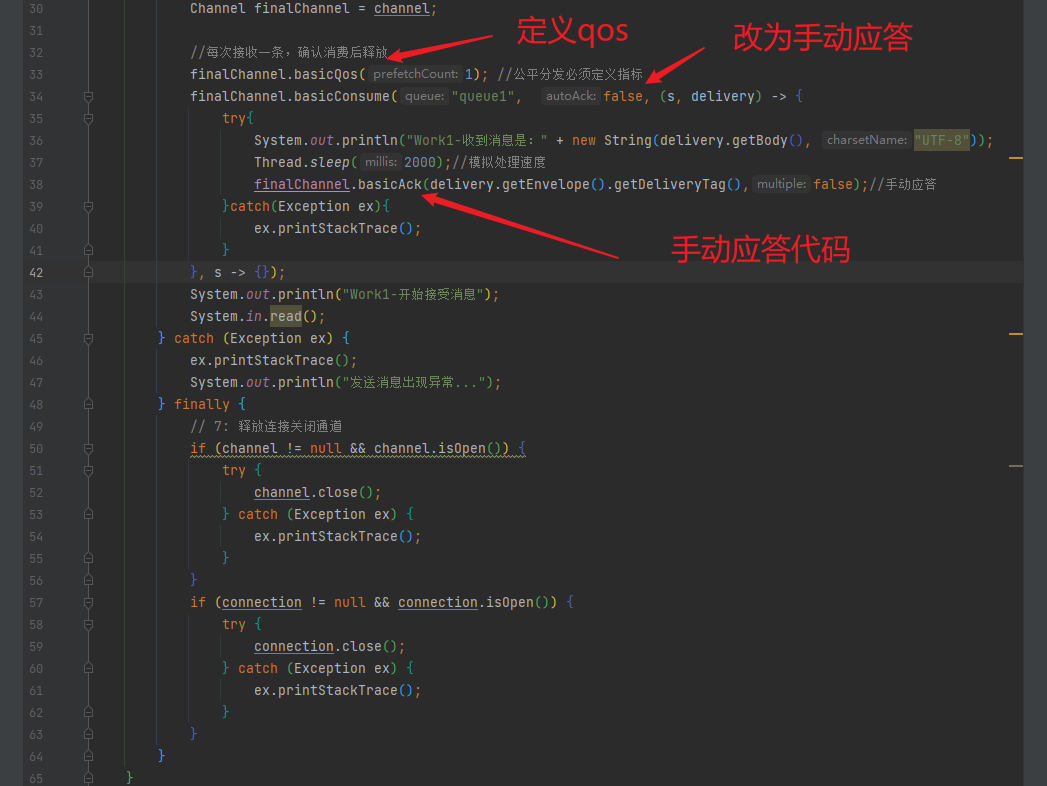 30 Channel finalChannel = channel;
31
定义qos
改为手动应答
32 //每次接收一条，确认消费后释放
33 finalChannel.basicQos( prefetchCount: 1); //公平分发必须定义指标
34 finalChannel.basicConsume( queue: "queue1", autoAck: false, (s, delivery) -> {
35 try{
36 System.out.println("Work1-收到消息是：" + new String(delivery.getBody(), charsetName: "UTF-8"));
37 Thread.sleep( millis: 2000);//模拟处理速度
38 finalChannel.basicAck(delivery.getEnvelope().getDeliveryTag(), multiple: false);//手动应答
39 }catch(Exception ex){
40 ex.printStackTrace();
41 }
手动应答代码
42 }, s -> {});
43 System.out.println("Work1-开始接受消息");
44 System.in.read();
45 } catch (Exception ex) {
46 ex.printStackTrace();
47 System.out.println("发送消息出现异常...");
48 } finally {
49 // 7: 释放连接关闭通道
50 if (channel != null && channel.isOpen()) {
51 try {
52 channel.close();
53 } catch (Exception ex) {
54 ex.printStackTrace();
55 }
56 }
57 if (connection != null && connection.isOpen()) {
58 try {
59 connection.close();
60 } catch (Exception ex) {
61 ex.printStackTrace();
62 }
63 }
64 }
65 }